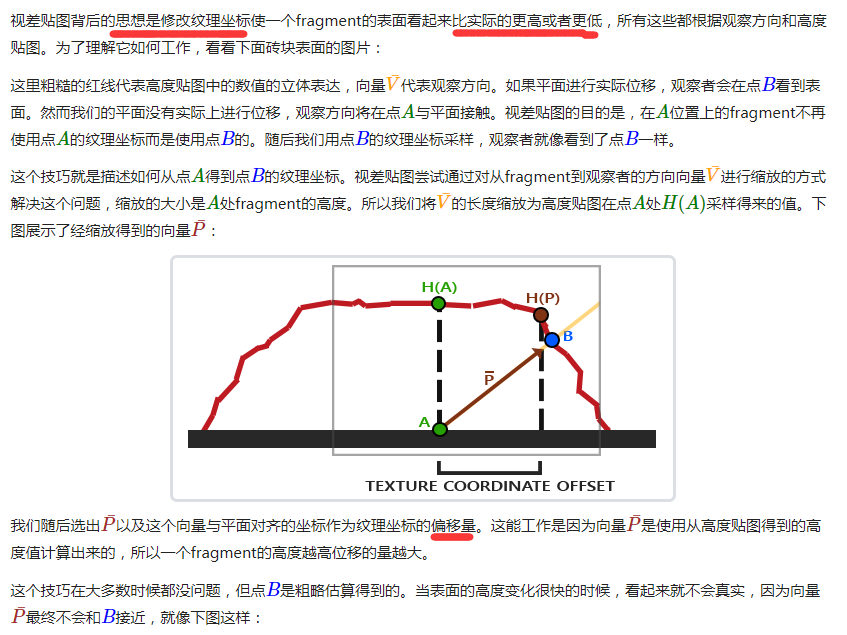 视差贴图背后的思想是修改纹理坐标使一个fragment的表面看起来比实际的更高或者更低，所有这些都根据观察方向和高度
贴图。为了理解它如何工作，看看下面砖块表面的图片：
这里粗糙的红线代表高度贴图中的数值的立体表达，向量V̄代表观察方向。如果平面进行实际位移，观察者会在点B看到表
面。然而我们的平面没有实际上进行位移，观察方向将在点A与平面接触。视差贴图的目的是，在A位置上的fragment不再
使用点A的纹理坐标而是使用点B的。随后我们用点B的纹理坐标采样，观察者就像看到了点B一样。
这个技巧就是描述如何从点A得到点B的纹理坐标。视差贴图尝试通过对从fragment到观察者的方向向量V̄进行缩放的方式
解决这个问题，缩放的大小是A处fragment的高度。所以我们将V̄的长度缩放为高度贴图在点A处H(A)采样得来的值。下
图展示了经缩放得到的向量P̄：
H(A)
H(P)
B
P̄
A
TEXTURE COORDINATE OFFSET
我们随后选出P̄以及这个向量与平面对齐的坐标作为纹理坐标的偏移量。这能工作是因为向量P̄是使用从高度贴图得到的高
度值计算出来的，所以一个fragment的高度越高位移的量越大。
这个技巧在大多数时候都没问题，但点B是粗略估算得到的。当表面的高度变化很快的时候，看起来就不会真实，因为向量
P̄最终不会和B接近，就像下图这样：